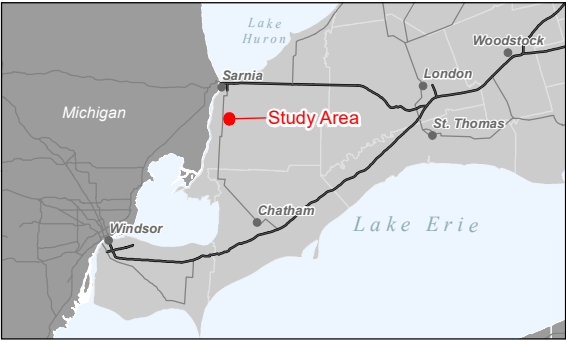 Lake
Huron
Woodstock
Sarnia
London
Michigan
Study Area
St. Thomas
Chatham
Lake Erie
Windsor